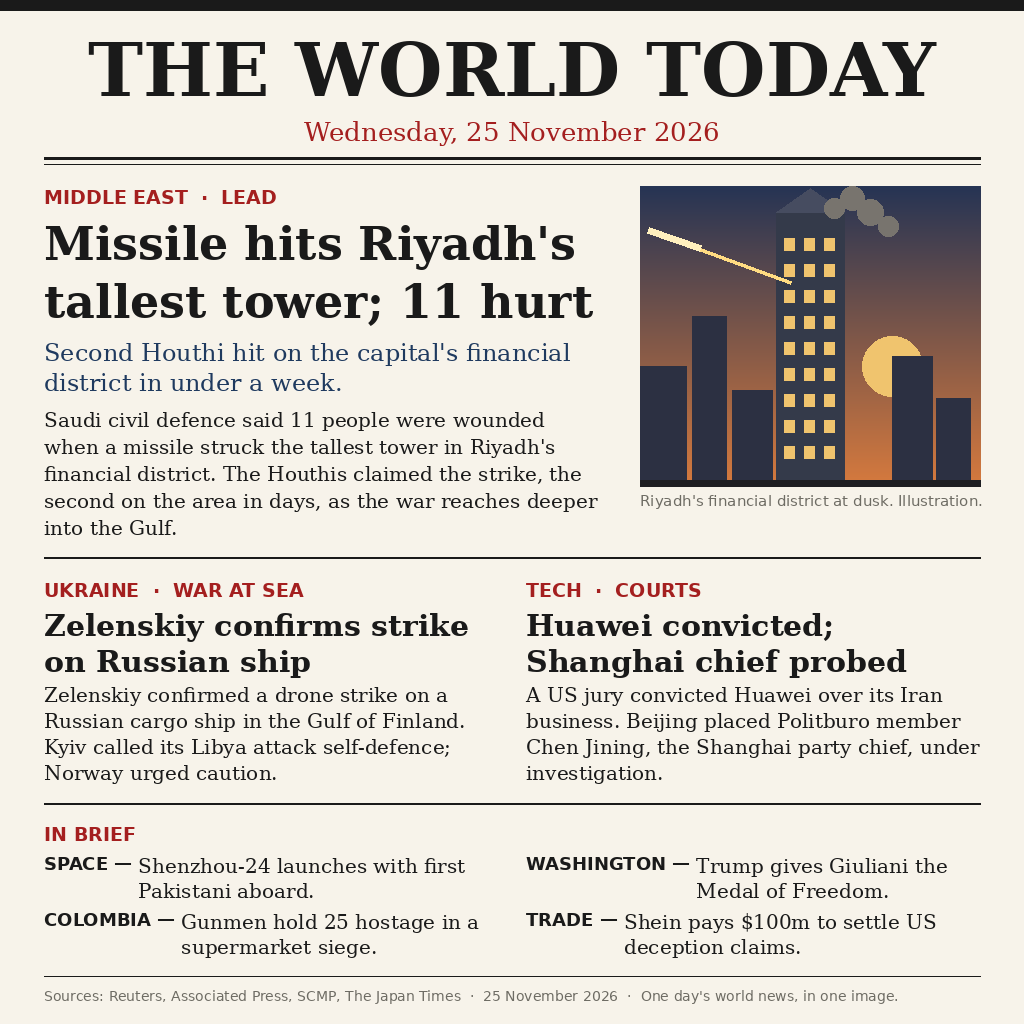 THE WORLD TODAY
Wednesday, 25 November 2026
MIDDLE EAST · LEAD
Missile hits Riyadh's
tallest tower; 11 hurt
Second Houthi hit on the capital's financial
district in under a week.
Saudi civil defence said 11 people were wounded
when a missile struck the tallest tower in Riyadh's
financial district. The Houthis claimed the strike, the
second on the area in days, as the war reaches deeper
into the Gulf.
Riyadh's financial district at dusk. Illustration.
UKRAINE · WAR AT SEA
Zelenskiy confirms strike
on Russian ship
Zelenskiy confirmed a drone strike on a
Russian cargo ship in the Gulf of Finland.
Kyiv called its Libya attack self-defence;
Norway urged caution.
TECH · COURTS
Huawei convicted;
Shanghai chief probed
A US jury convicted Huawei over its Iran
business. Beijing placed Politburo member
Chen Jining, the Shanghai party chief, under
investigation.
IN BRIEF
SPACE — Shenzhou-24 launches with first
Pakistani aboard.
COLOMBIA — Gunmen hold 25 hostage in a
supermarket siege.
WASHINGTON — Trump gives Giuliani the
Medal of Freedom.
TRADE — Shein pays $100m to settle US
deception claims.
Sources: Reuters, Associated Press, SCMP, The Japan Times · 25 November 2026 · One day's world news, in one image.